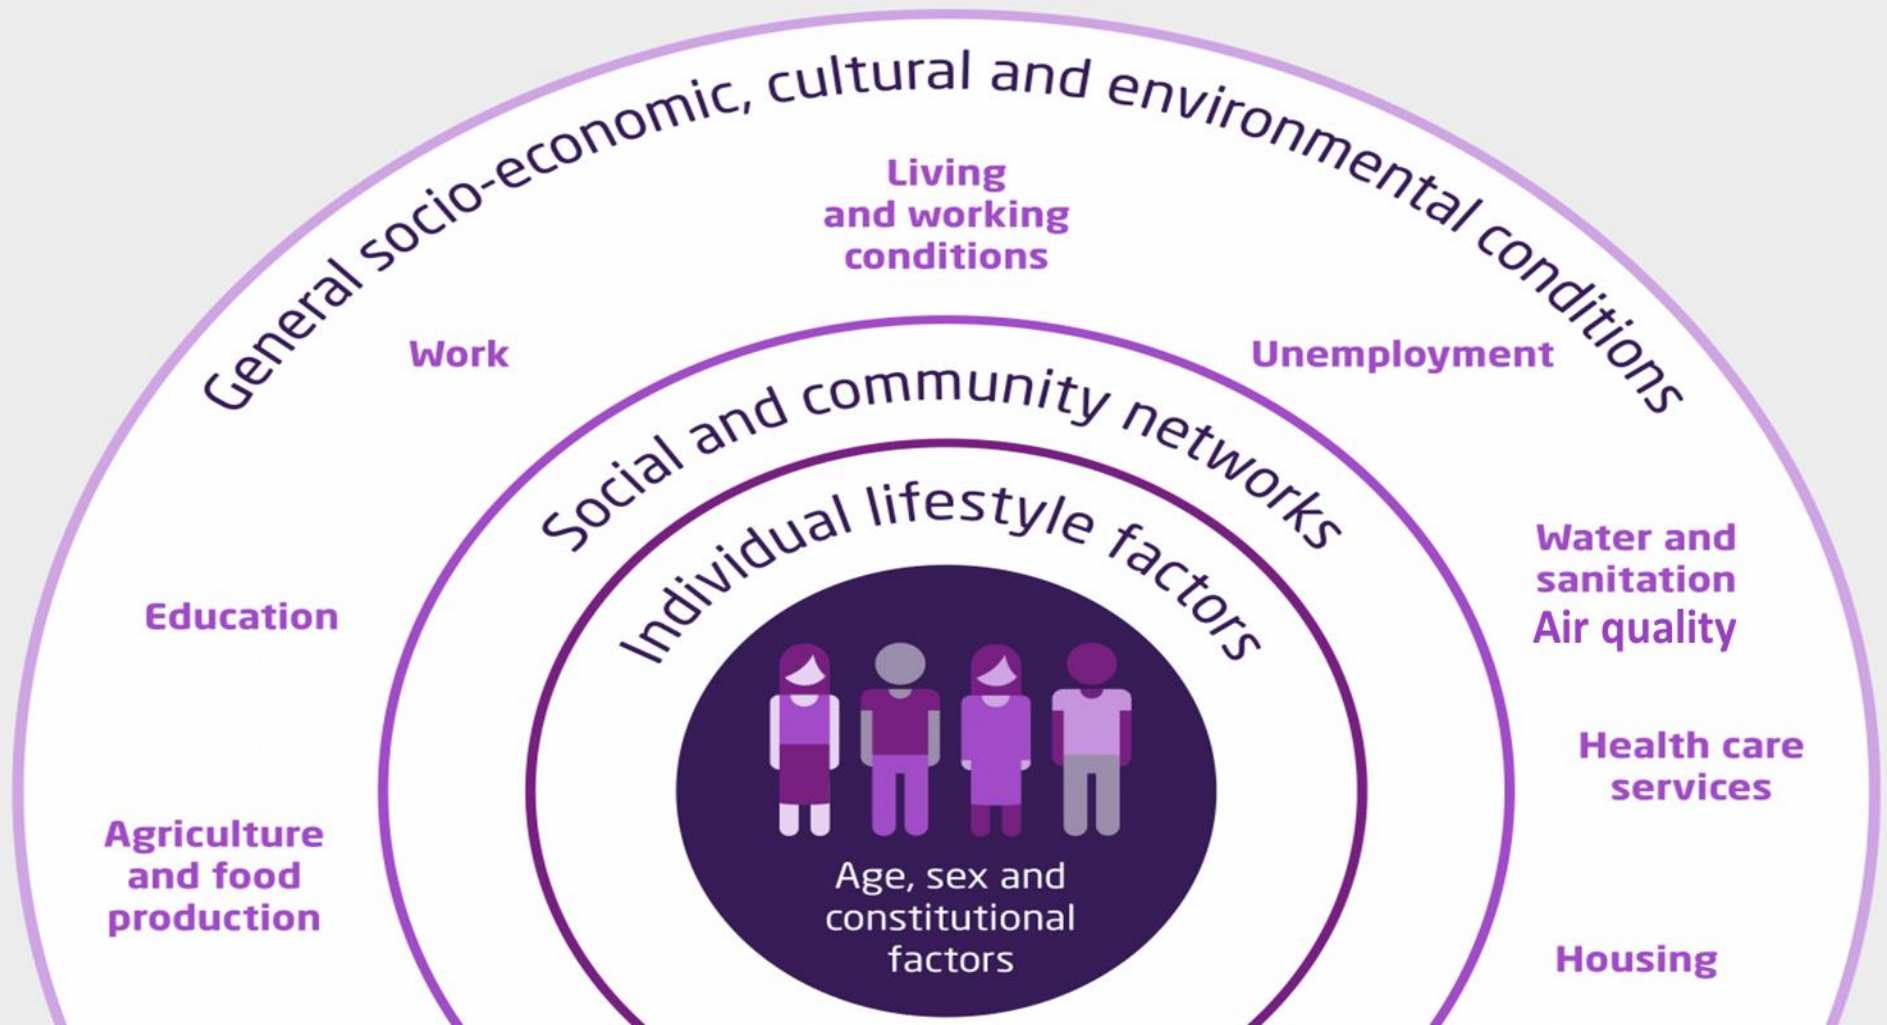 General socio-economic, cultural and environmental conditions
Living
and working
conditions
Work
Unemployment
Social and community networks
Individual lifestyle factors
Water and
sanitation
Air quality
Education
Health care
services
Agriculture
and food
production
Age, sex and
constitutional
factors
Housing